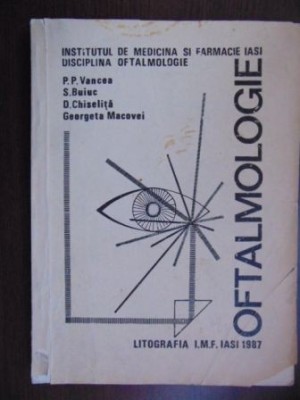 INSTITUTUL DE MEDICINA SI FARMACIE IASI
DISCIPLINA OFTALMOLOGIE
P.P.Vancea
S.Buiuc
D.Chiseliţă
Georgeta Macovei
OFTALMOLOGIE
LITOGRAFIA I.M.F. IASI 1987